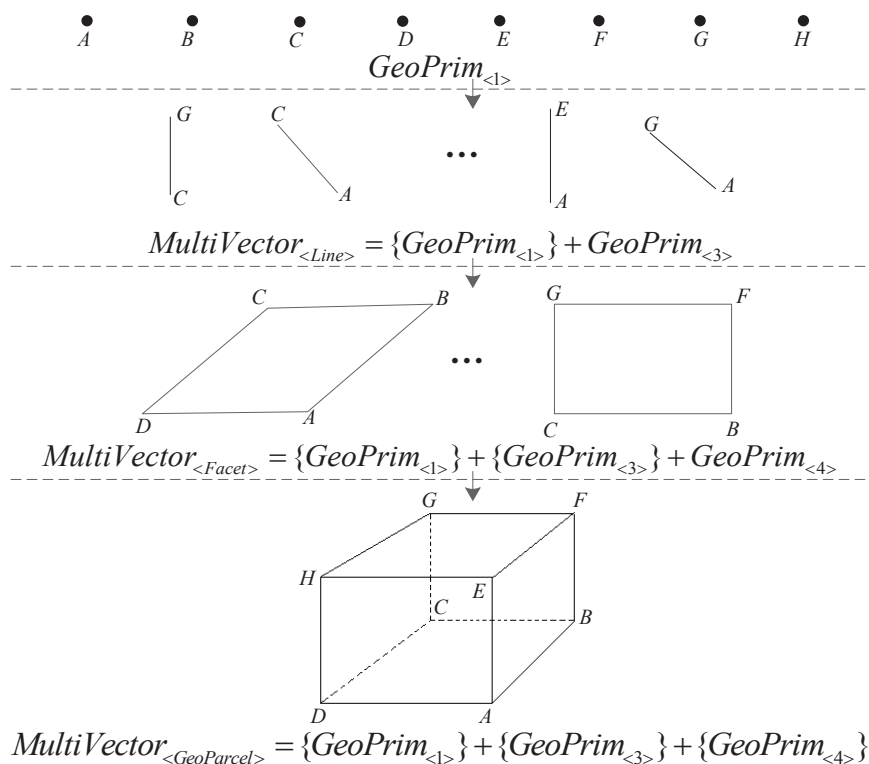 A B C D E F G H
GeoPrim<1>
G C E G
C A A A
...
MultiVector<Line> = {GeoPrim<1>} + GeoPrim<3>
C B G F
...
D A C B
MultiVector<Facet> = {GeoPrim<1>} + {GeoPrim<3>} + GeoPrim<4>
G F
H E
C B
D A
MultiVector<GeoParcel> = {GeoPrim<1>} + {GeoPrim<3>} + {GeoPrim<4>}